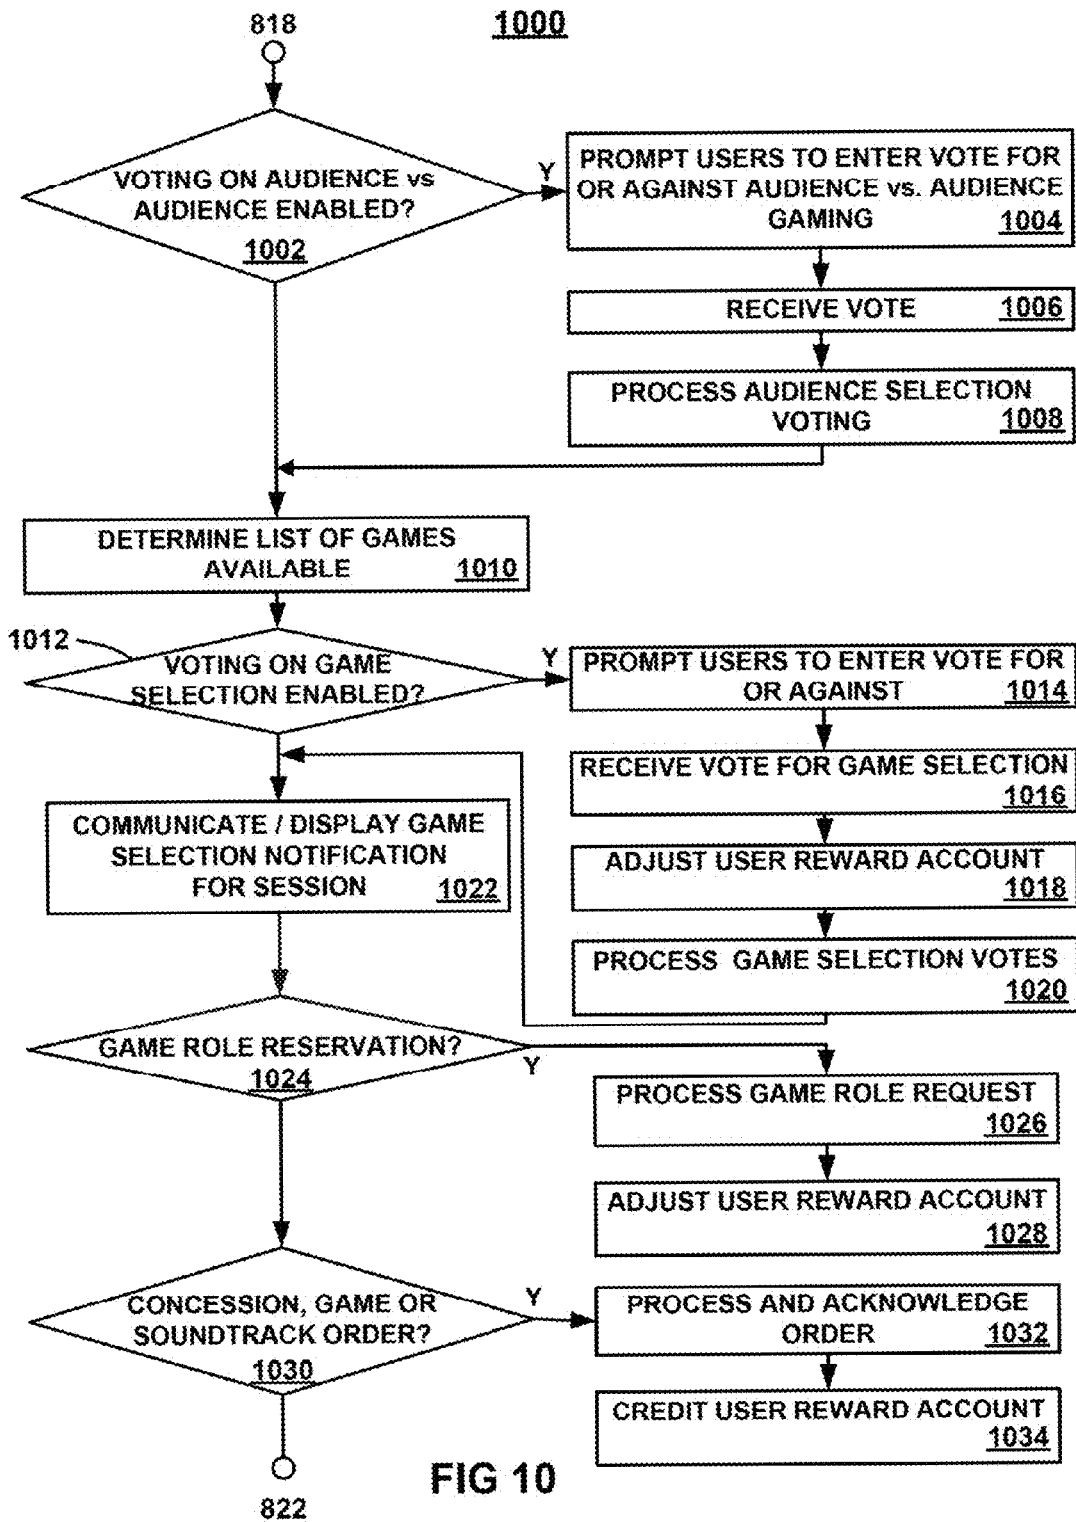 818
1000
VOTING ON AUDIENCE vs
AUDIENCE ENABLED?
1002
Y
PROMPT USERS TO ENTER VOTE FOR
OR AGAINST AUDIENCE vs. AUDIENCE
GAMING 1004
RECEIVE VOTE 1006
PROCESS AUDIENCE SELECTION
VOTING 1008
DETERMINE LIST OF GAMES
AVAILABLE 1010
1012
VOTING ON GAME
SELECTION ENABLED?
Y
PROMPT USERS TO ENTER VOTE FOR
OR AGAINST 1014
RECEIVE VOTE FOR GAME SELECTION
1016
ADJUST USER REWARD ACCOUNT
1018
PROCESS GAME SELECTION VOTES
1020
COMMUNICATE / DISPLAY GAME
SELECTION NOTIFICATION
FOR SESSION 1022
GAME ROLE RESERVATION?
1024
Y
PROCESS GAME ROLE REQUEST
1026
ADJUST USER REWARD ACCOUNT
1028
CONCESSION, GAME OR
SOUNDTRACK ORDER?
1030
Y
PROCESS AND ACKNOWLEDGE
ORDER 1032
CREDIT USER REWARD ACCOUNT
1034
FIG 10
822